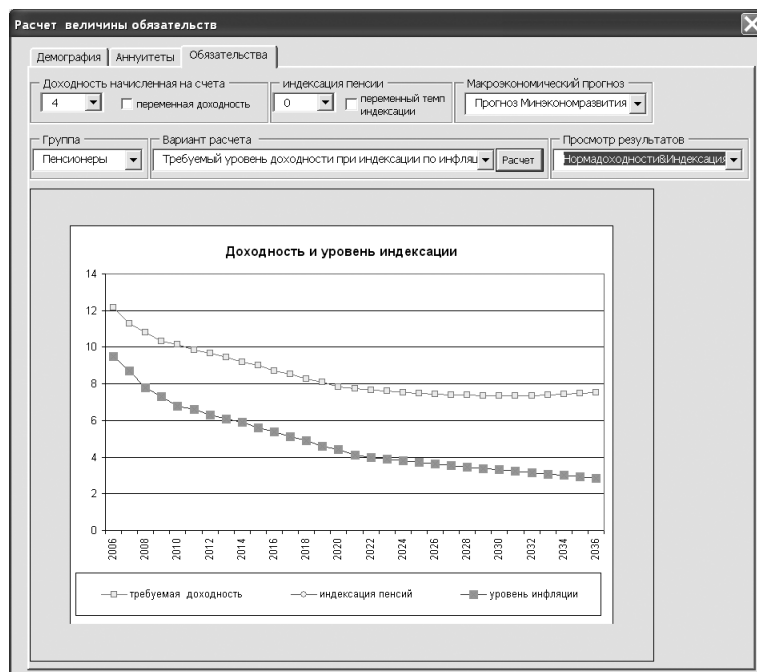 Расчет величины обязательств
Демография Аннуитеты Обязательства
Доходность начисленная на счета индексация пенсии Макроэкономический прогноз
4 переменная доходность 0 переменный темп индексации Прогноз Минэкономразвития
Группа Вариант расчета Просмотр результатов
Пенсионеры Требуемый уровень доходности при индексации по инфляц Расчет Нормадоходности&Индексация
Доходность и уровень индексации
14
12
10
8
6
4
2
0
2006 2008 2010 2012 2014 2016 2018 2020 2022 2024 2026 2028 2030 2032 2034 2036
требуемая доходность индексация пенсий уровень инфляции